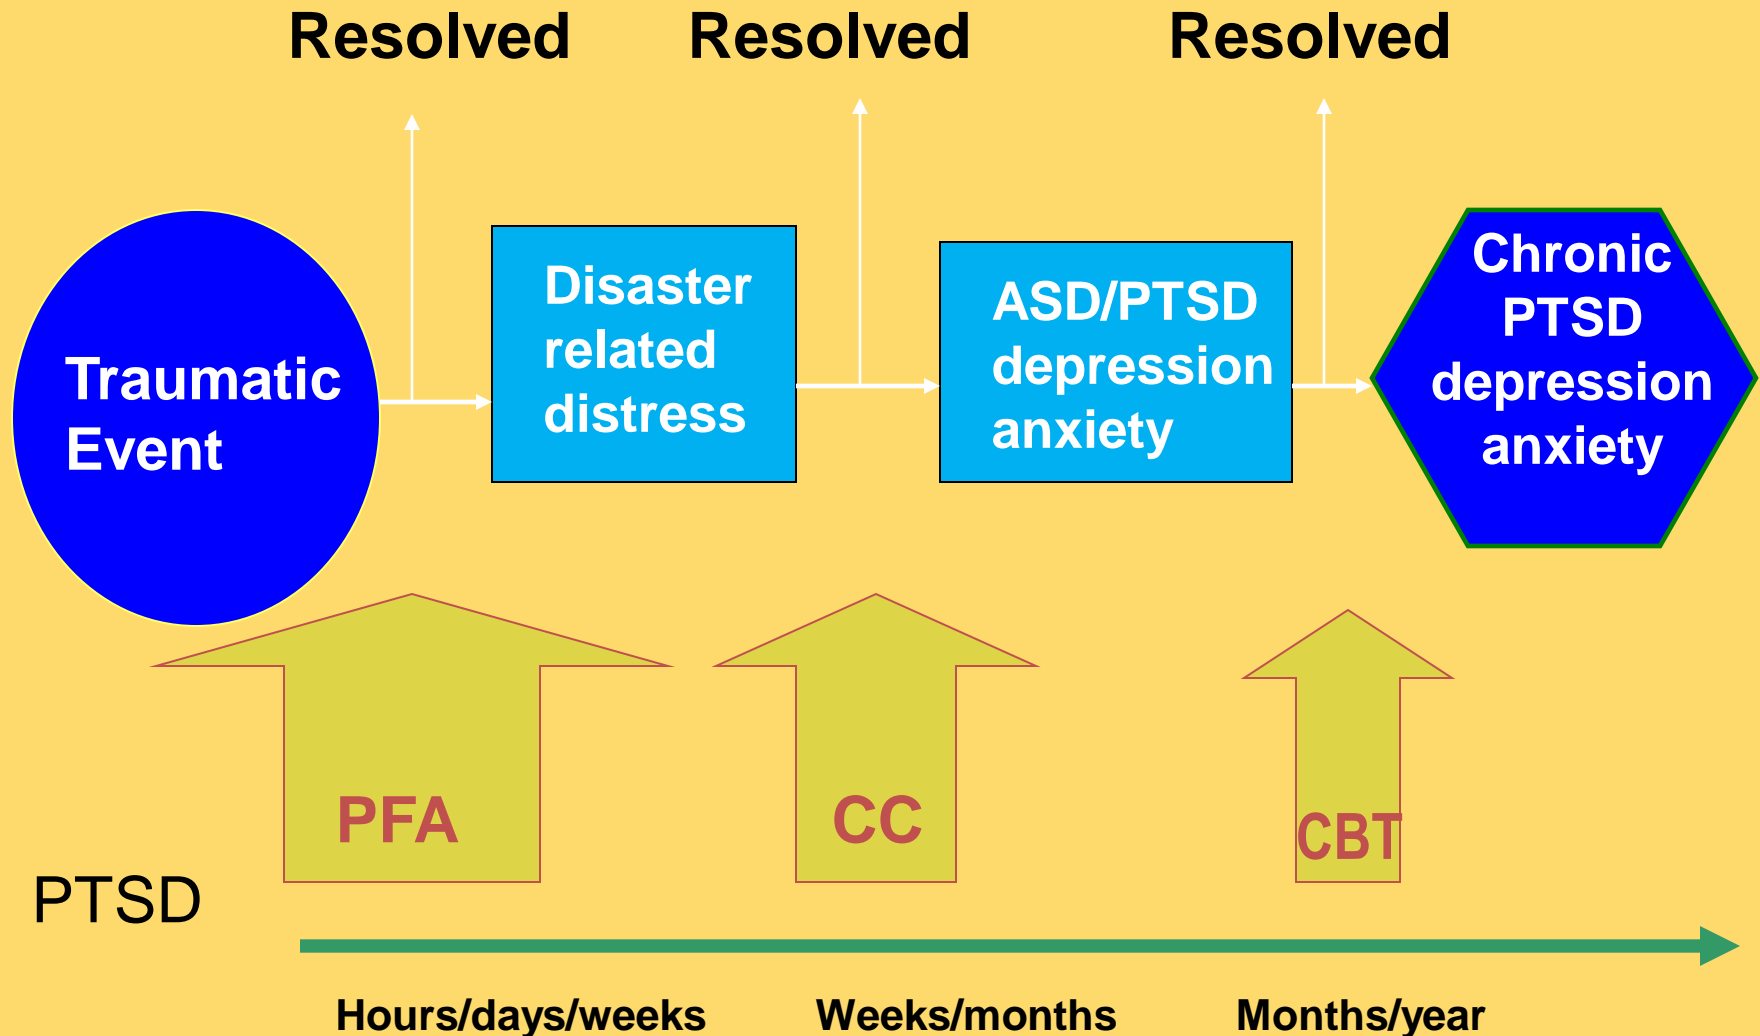 Resolved Resolved Resolved
Traumatic
Event
Disaster
related
distress
ASD/PTSD
depression
anxiety
Chronic
PTSD
depression
anxiety
PFA
CC
CBT
PTSD
Hours/days/weeks Weeks/months Months/year